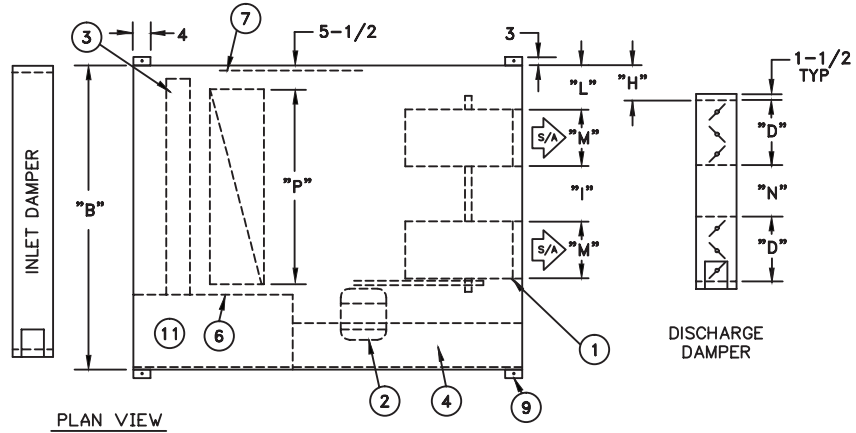 7
3
4
5-1/2
3
"L"
"H"
1-1/2
TYP
S/A
"M"
"D"
"P"
"B"
INLET DAMPER
"I"
"N"
S/A
"M"
"D"
11
6
1
2
4
9
DISCHARGE
DAMPER
PLAN VIEW